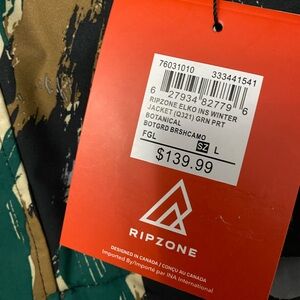 76031010 333441541
6 27934 82779 6
RIPZONE ELKO INS WINTER
JACKET (Q321) GRN PRT
BOTANICAL
BOTGRD BRSHCAMO
FGL SZ L
$139.99
RIPZONE
DESIGNED IN CANADA / CONÇU AU CANADA
Imported By/Importé par INA International